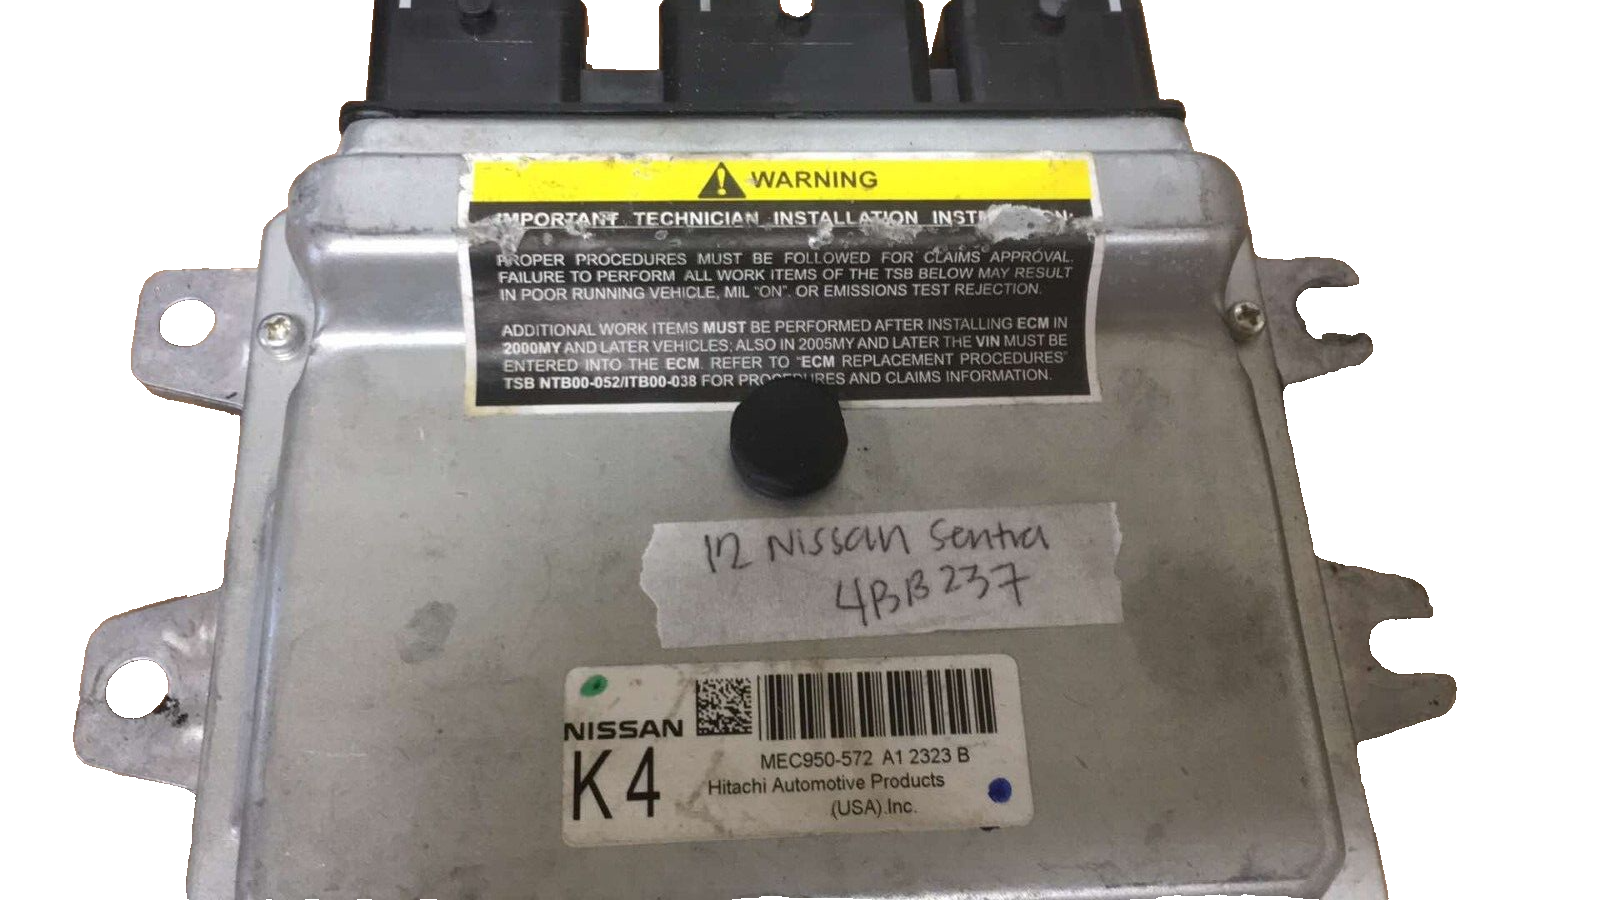 WARNING
IMPORTANT TECHNICIAN INSTALLATION
PROPER PROCEDURES MUST BE FOLLOWED FOR CLAIMS APPROVAL.
FAILURE TO PERFORM ALL WORK ITEMS OF THE TSB BELOW MAY RESULT
IN POOR RUNNING VEHICLE, MIL "ON", OR EMISSIONS TEST REJECTION.
ADDITIONAL WORK ITEMS MUST BE PERFORMED AFTER INSTALLING ECM IN
2000MY AND LATER VEHICLES; ALSO IN 2005MY AND LATER THE VIN MUST BE
ENTERED INTO THE ECM. REFER TO "ECM REPLACEMENT PROCEDURES"
TSB NTB00-052/ITB00-038 FOR PROCEDURES AND CLAIMS INFORMATION.
12 Nissan Sentra
4BB237
NISSAN
K4
MEC950-572 A1 2323 B
Hitachi Automotive Products
(USA).Inc.